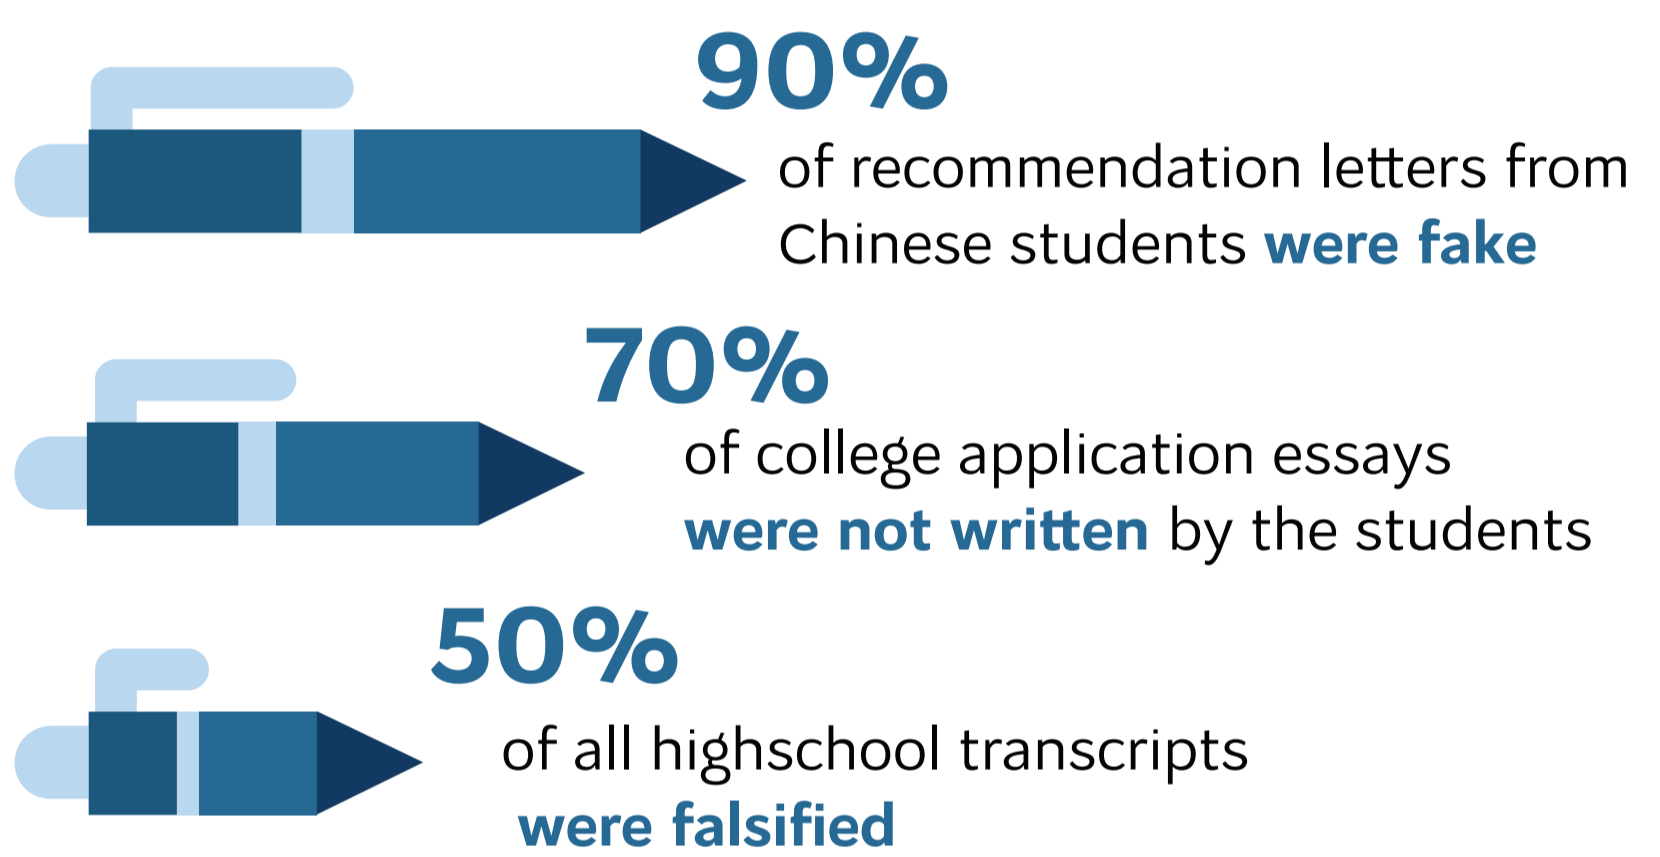 90%
of recommendation letters from
Chinese students were fake
70%
of college application essays
were not written by the students
50%
of all highschool transcripts
were falsified